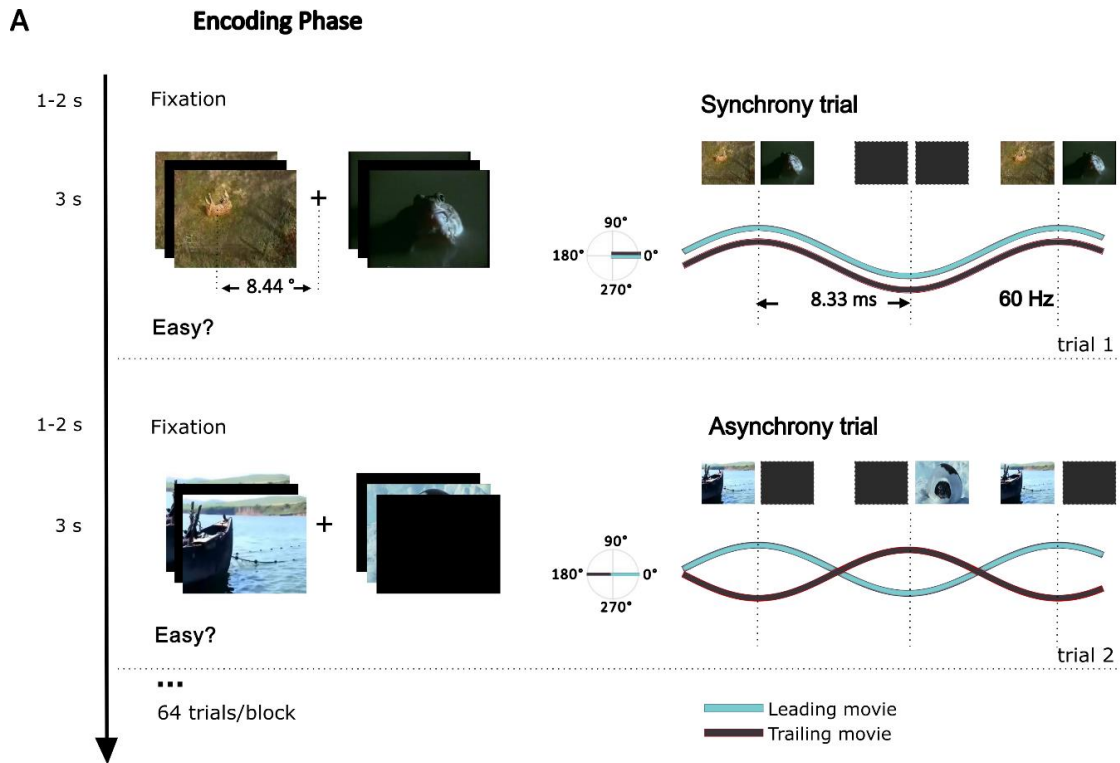 A
Encoding Phase
1-2 s
Fixation
Synchrony trial
3 s
+
90°
180°
0°
270°
8.44 °
8.33 ms
60 Hz
Easy?
trial 1
1-2 s
Fixation
Asynchrony trial
3 s
+
90°
180°
0°
270°
Easy?
trial 2
...
64 trials/block
Leading movie
Trailing movie